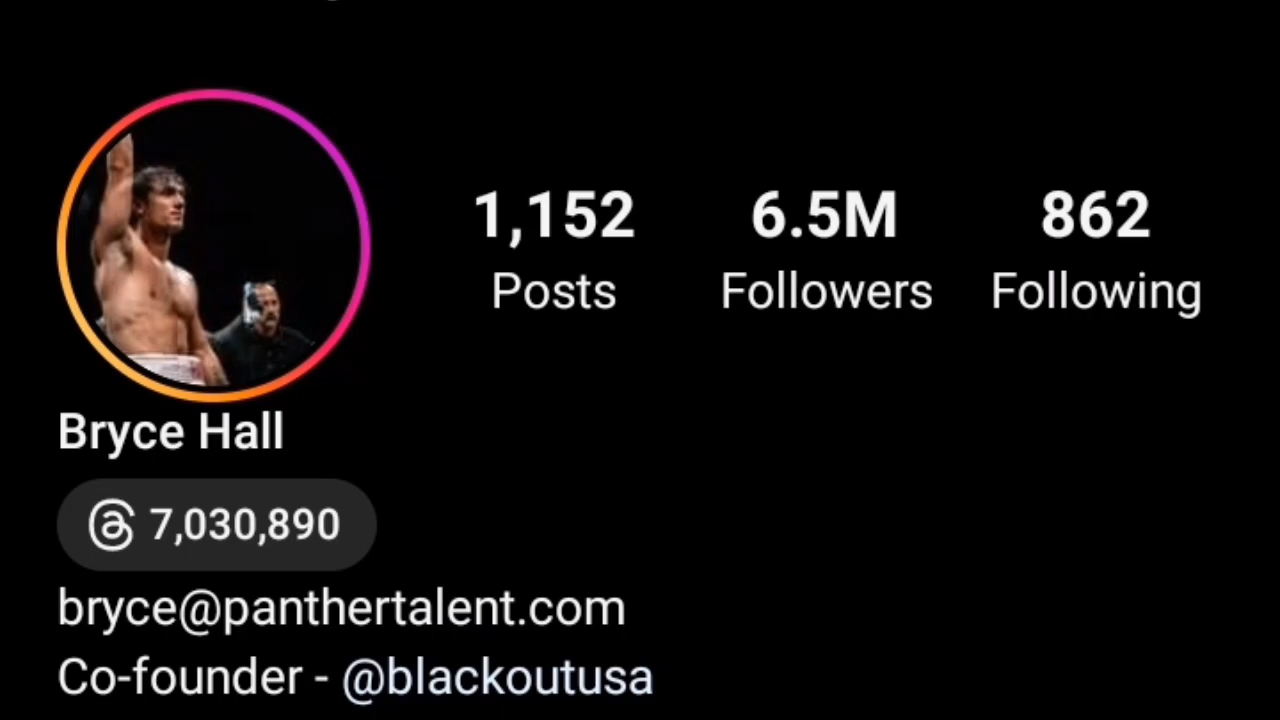 1,152 6.5M 862
Posts Followers Following
Bryce Hall
7,030,890
bryce@panthertalent.com
Co-founder - @blackoutusa